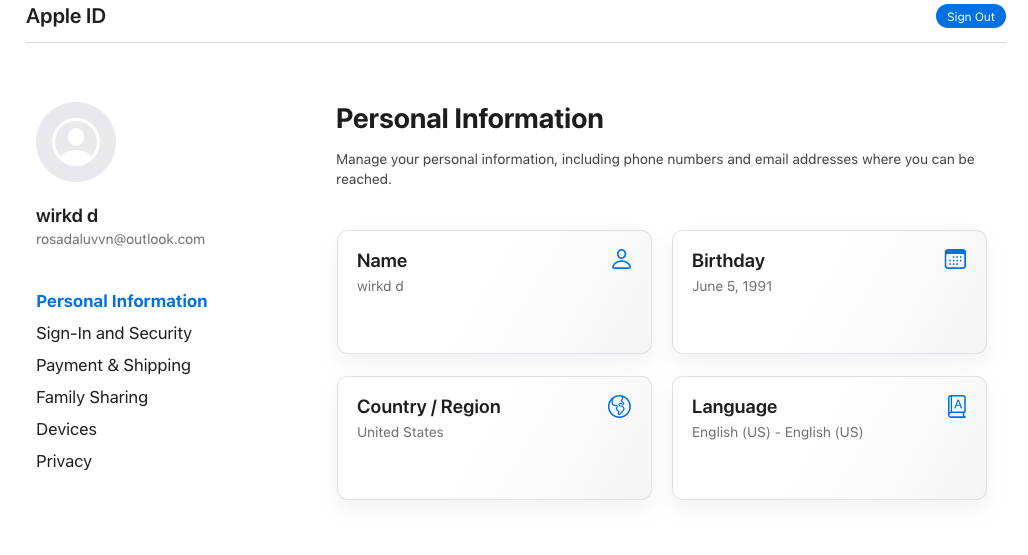 Apple ID
Sign Out
wirkd d
rosadaluvvn@outlook.com
Personal Information
Sign-In and Security
Payment & Shipping
Family Sharing
Devices
Privacy
Personal Information
Manage your personal information, including phone numbers and email addresses where you can be
reached.
Name
wirkd d
Birthday
June 5, 1991
Country / Region
United States
Language
A
English (US) - English (US)